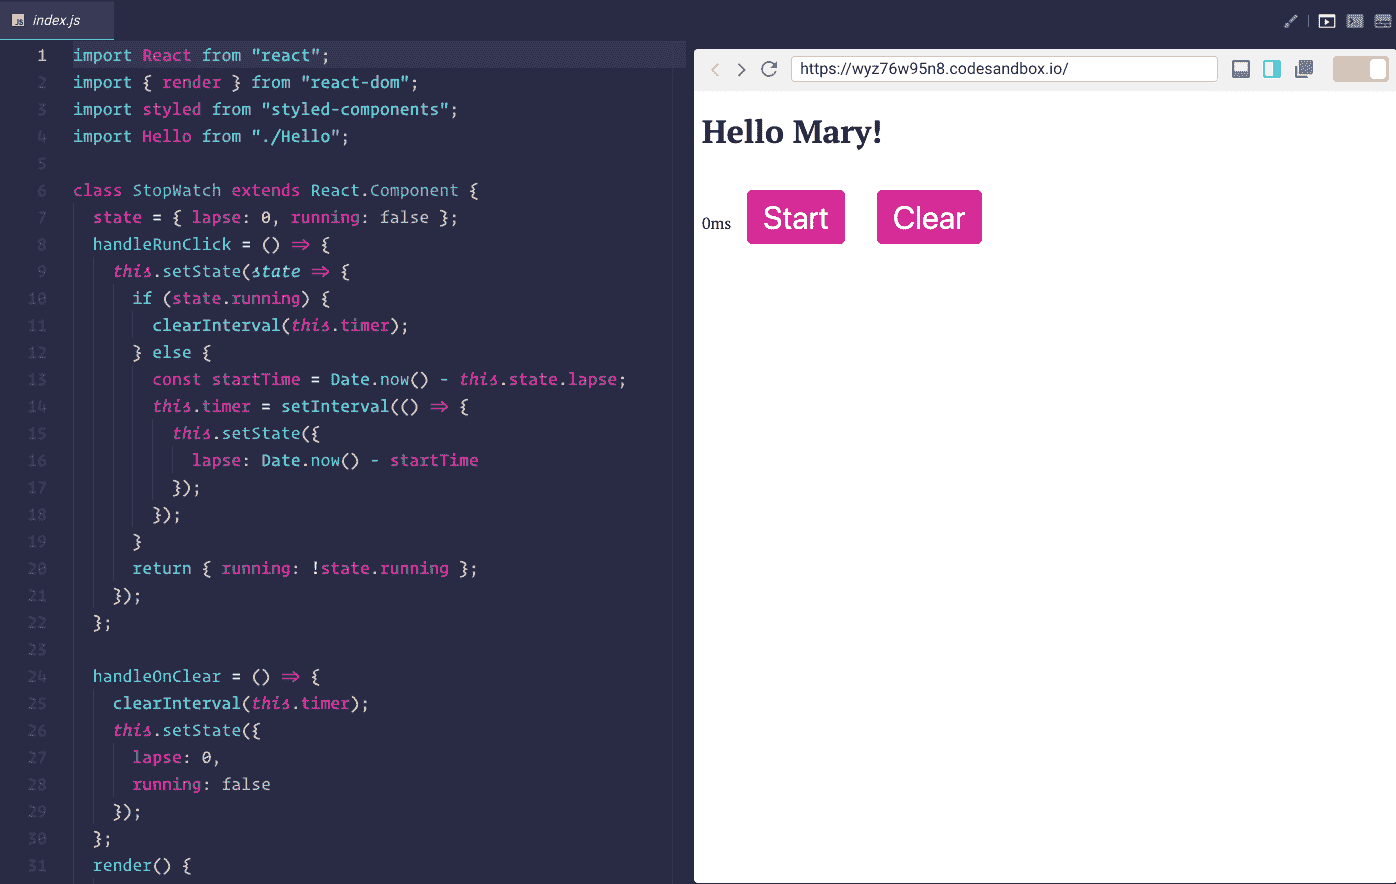 index.js
1 import React from "react";
2 import { render } from "react-dom";
3 import styled from "styled-components";
4 import Hello from "./Hello";
5
6 class StopWatch extends React.Component {
7 state = { lapse: 0, running: false };
8 handleRunClick = () => {
9 this.setState(state => {
10 if (state.running) {
11 clearInterval(this.timer);
12 } else {
13 const startTime = Date.now() - this.state.lapse;
14 this.timer = setInterval(() => {
15 this.setState({
16 lapse: Date.now() - startTime
17 });
18 });
19 }
20 return { running: !state.running };
21 });
22 };
23
24 handleOnClear = () => {
25 clearInterval(this.timer);
26 this.setState({
27 lapse: 0,
28 running: false
29 });
30 };
31 render() {
https://wyz76w95n8.codesandbox.io/
Hello Mary!
0ms Start Clear